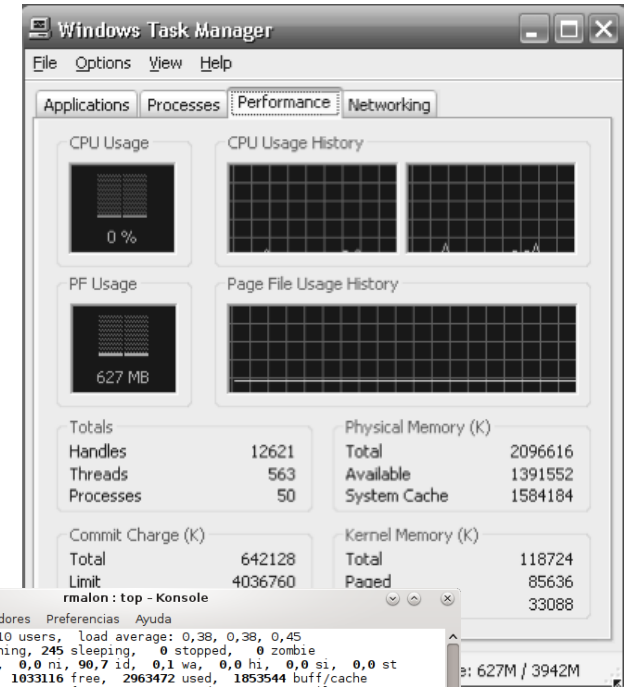 Windows Task Manager
File Options View Help
Applications Processes Performance Networking
CPU Usage
CPU Usage History
0 %
PF Usage
Page File Usage History
627 MB
Totals
Handles 12621
Threads 563
Processes 50
Physical Memory (K)
Total 2096616
Available 1391552
System Cache 1584184
Commit Charge (K)
Total 642128
Limit 4036760
Kernel Memory (K)
Total 118724
Paged 85636
33088
rmalon : top - Konsole
Preferencias Ayuda
10 users, load average: 0,38, 0,38, 0,45
245 sleeping, 0 stopped, 0 zombie
0,0 ni, 90,7 id, 0,1 wa, 0,0 hi, 0,0 si, 0,0 st
1033116 free, 2963472 used, 1853544 buff/cache
627M / 3942M